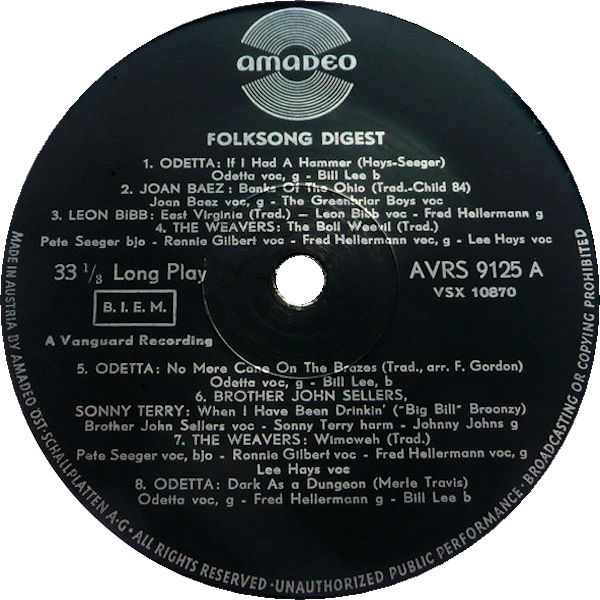 AMADEO
FOLKSONG DIGEST
1. ODETTA: If I Had A Hammer (Hays-Seeger)
Odetta voc, g - Bill Lee b
2. JOAN BAEZ: Banks Of The Ohio (Trad.-Child 84)
Joan Baez voc, g - The Greenbriar Boys voc
3. LEON BIBB: East Virginia (Trad.) - Leon Bibb voc - Fred Hellermann g
4. THE WEAVERS: The Boll Weevil (Trad.)
Pete Seeger bjo - Ronnie Gilbert voc - Fred Hellermann voc, g - Lee Hays voc
33 1/3 Long Play
AVRS 9125 A
VSX 10870
B. I. E. M.
A Vanguard Recording
5. ODETTA: No More Cane On The Brazos (Trad., arr. F. Gordon)
Odetta voc, g - Bill Lee, b
6. BROTHER JOHN SELLERS,
SONNY TERRY: When I Have Been Drinkin' ("Big Bill" Broonzy)
Brother John Sellers voc - Sonny Terry harm - Johnny Johns g
7. THE WEAVERS: Wimoweh (Trad.)
Pete Seeger voc, bjo - Ronnie Gilbert voc - Fred Hellermann voc, g
Lee Hays voc
8. ODETTA: Dark As a Dungeon (Merle Travis)
Odetta voc, g - Fred Hellermann g - Bill Lee b
MADE IN AUSTRIA BY AMADEO OST. SCHALLPLATTEN A·G · ALL RIGHTS RESERVED · UNAUTHORIZED PUBLIC PERFORMANCE · BROADCASTING OR COPYING PROHIBITED